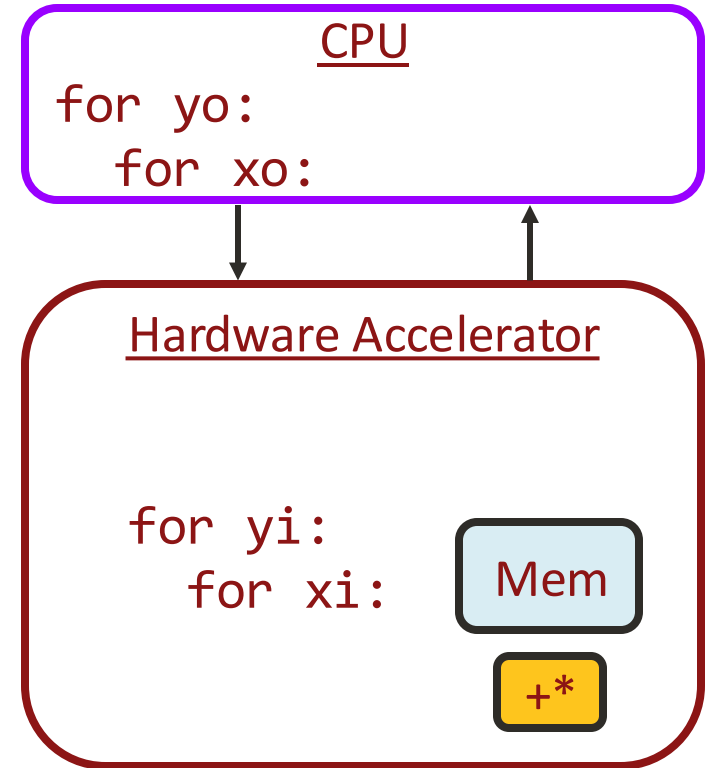 CPU
for yo:
  for xo:
Hardware Accelerator
for yi:
  for xi:
Mem
+*